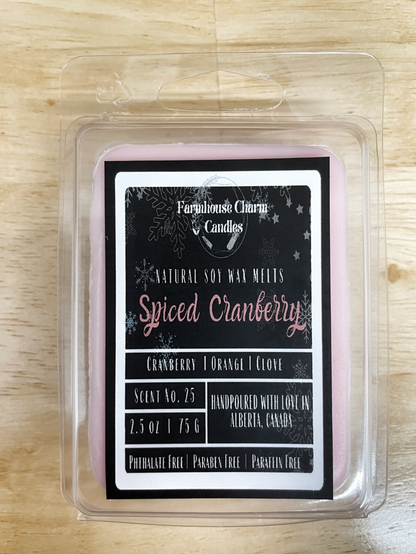 Farmhouse Charm
Candles
NATURAL SOY WAX MELTS
Spiced Cranberry
CRANBERRY | ORANGE | CLOVE
SCENT NO. 25
2.5 OZ | 75 G
HANDPOURED WITH LOVE IN
ALBERTA, CANADA
PHTHALATE FREE | PARABEN FREE | PARAFFIN FREE